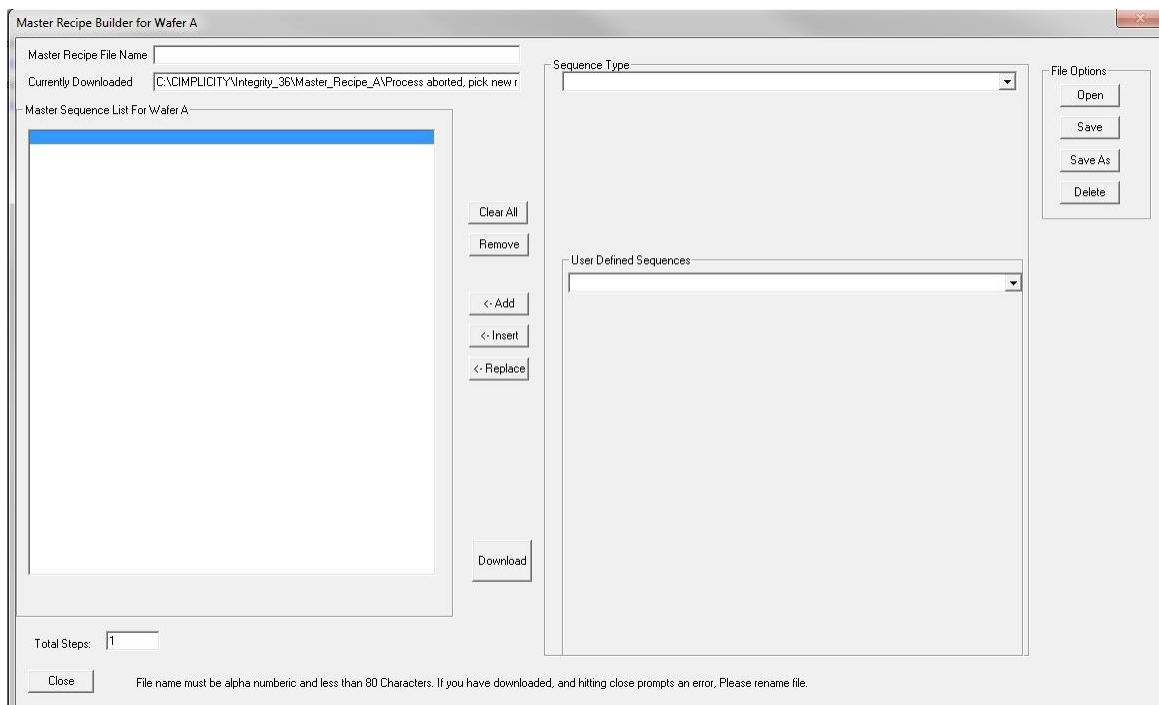 Master Recipe Builder for Wafer A
Master Recipe File Name
Currently Downloaded C:\CIMPLICITY\Integrity_36\Master_Recipe_A\Process aborted, pick new r
Master Sequence List For Wafer A
Clear All
Remove
<- Add
<- Insert
<- Replace
Download
Sequence Type
User Defined Sequences
File Options
Open
Save
Save As
Delete
Total Steps: 1
Close
File name must be alpha numberic and less than 80 Characters. If you have downloaded, and hitting close prompts an error, Please rename file.